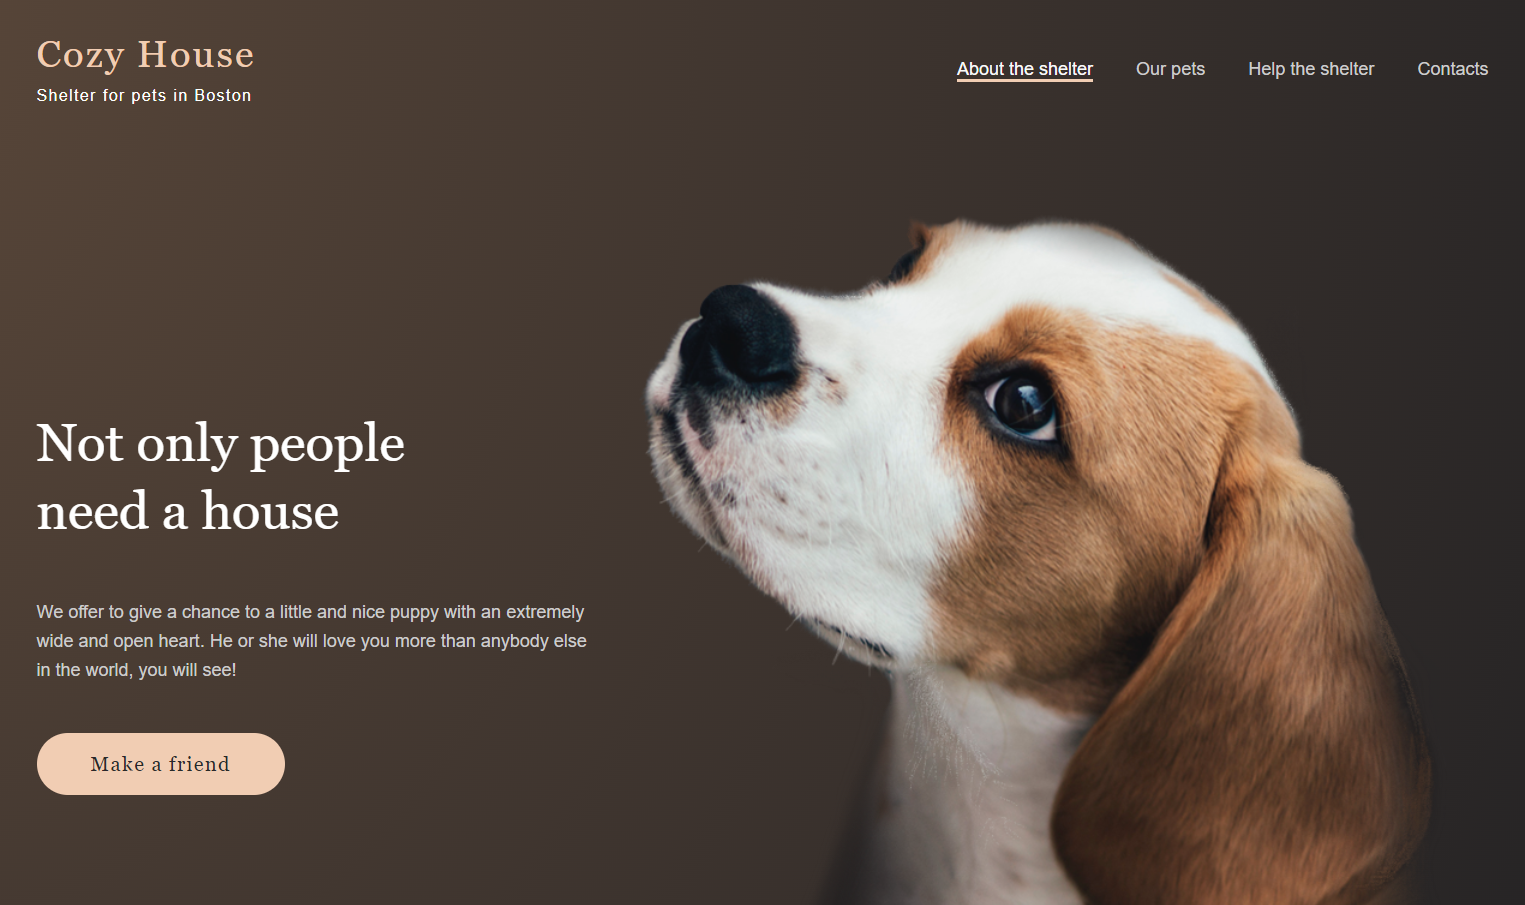 Cozy House
Shelter for pets in Boston
About the shelter
Our pets
Help the shelter
Contacts
Not only people
need a house
We offer to give a chance to a little and nice puppy with an extremely
wide and open heart. He or she will love you more than anybody else
in the world, you will see!
Make a friend